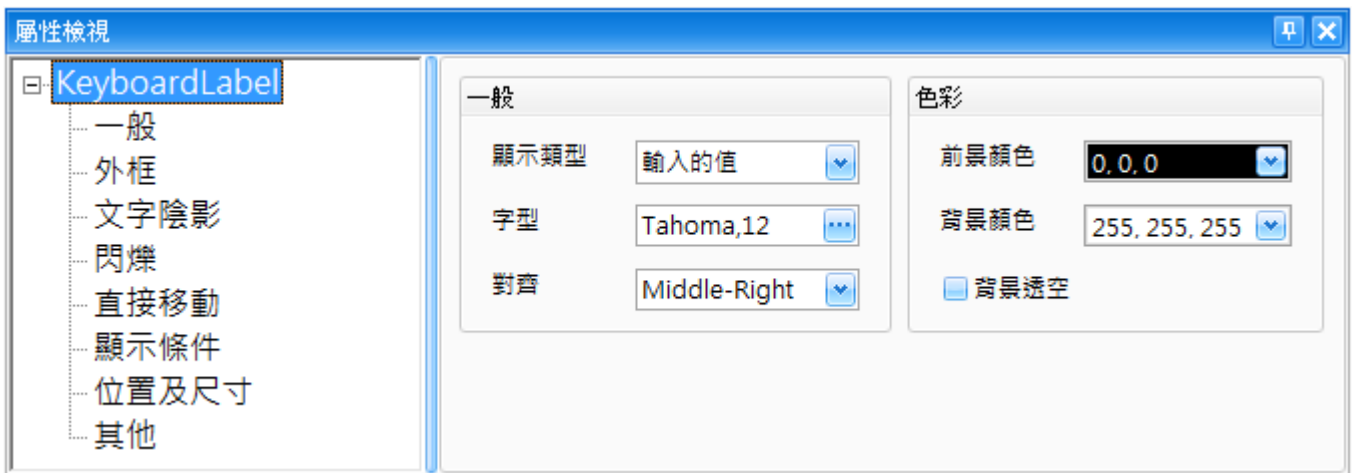 屬性檢視
KeyboardLabel
一般
外框
文字陰影
閃爍
直接移動
顯示條件
位置及尺寸
其他
一般
顯示類型 輸入的值
字型 Tahoma,12
對齊 Middle-Right
色彩
前景顏色 0, 0, 0
背景顏色 255, 255, 255
背景透空